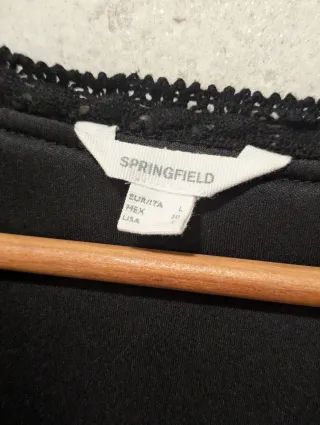 SPRINGFIELD
EUR/ITA L
MEX
USA